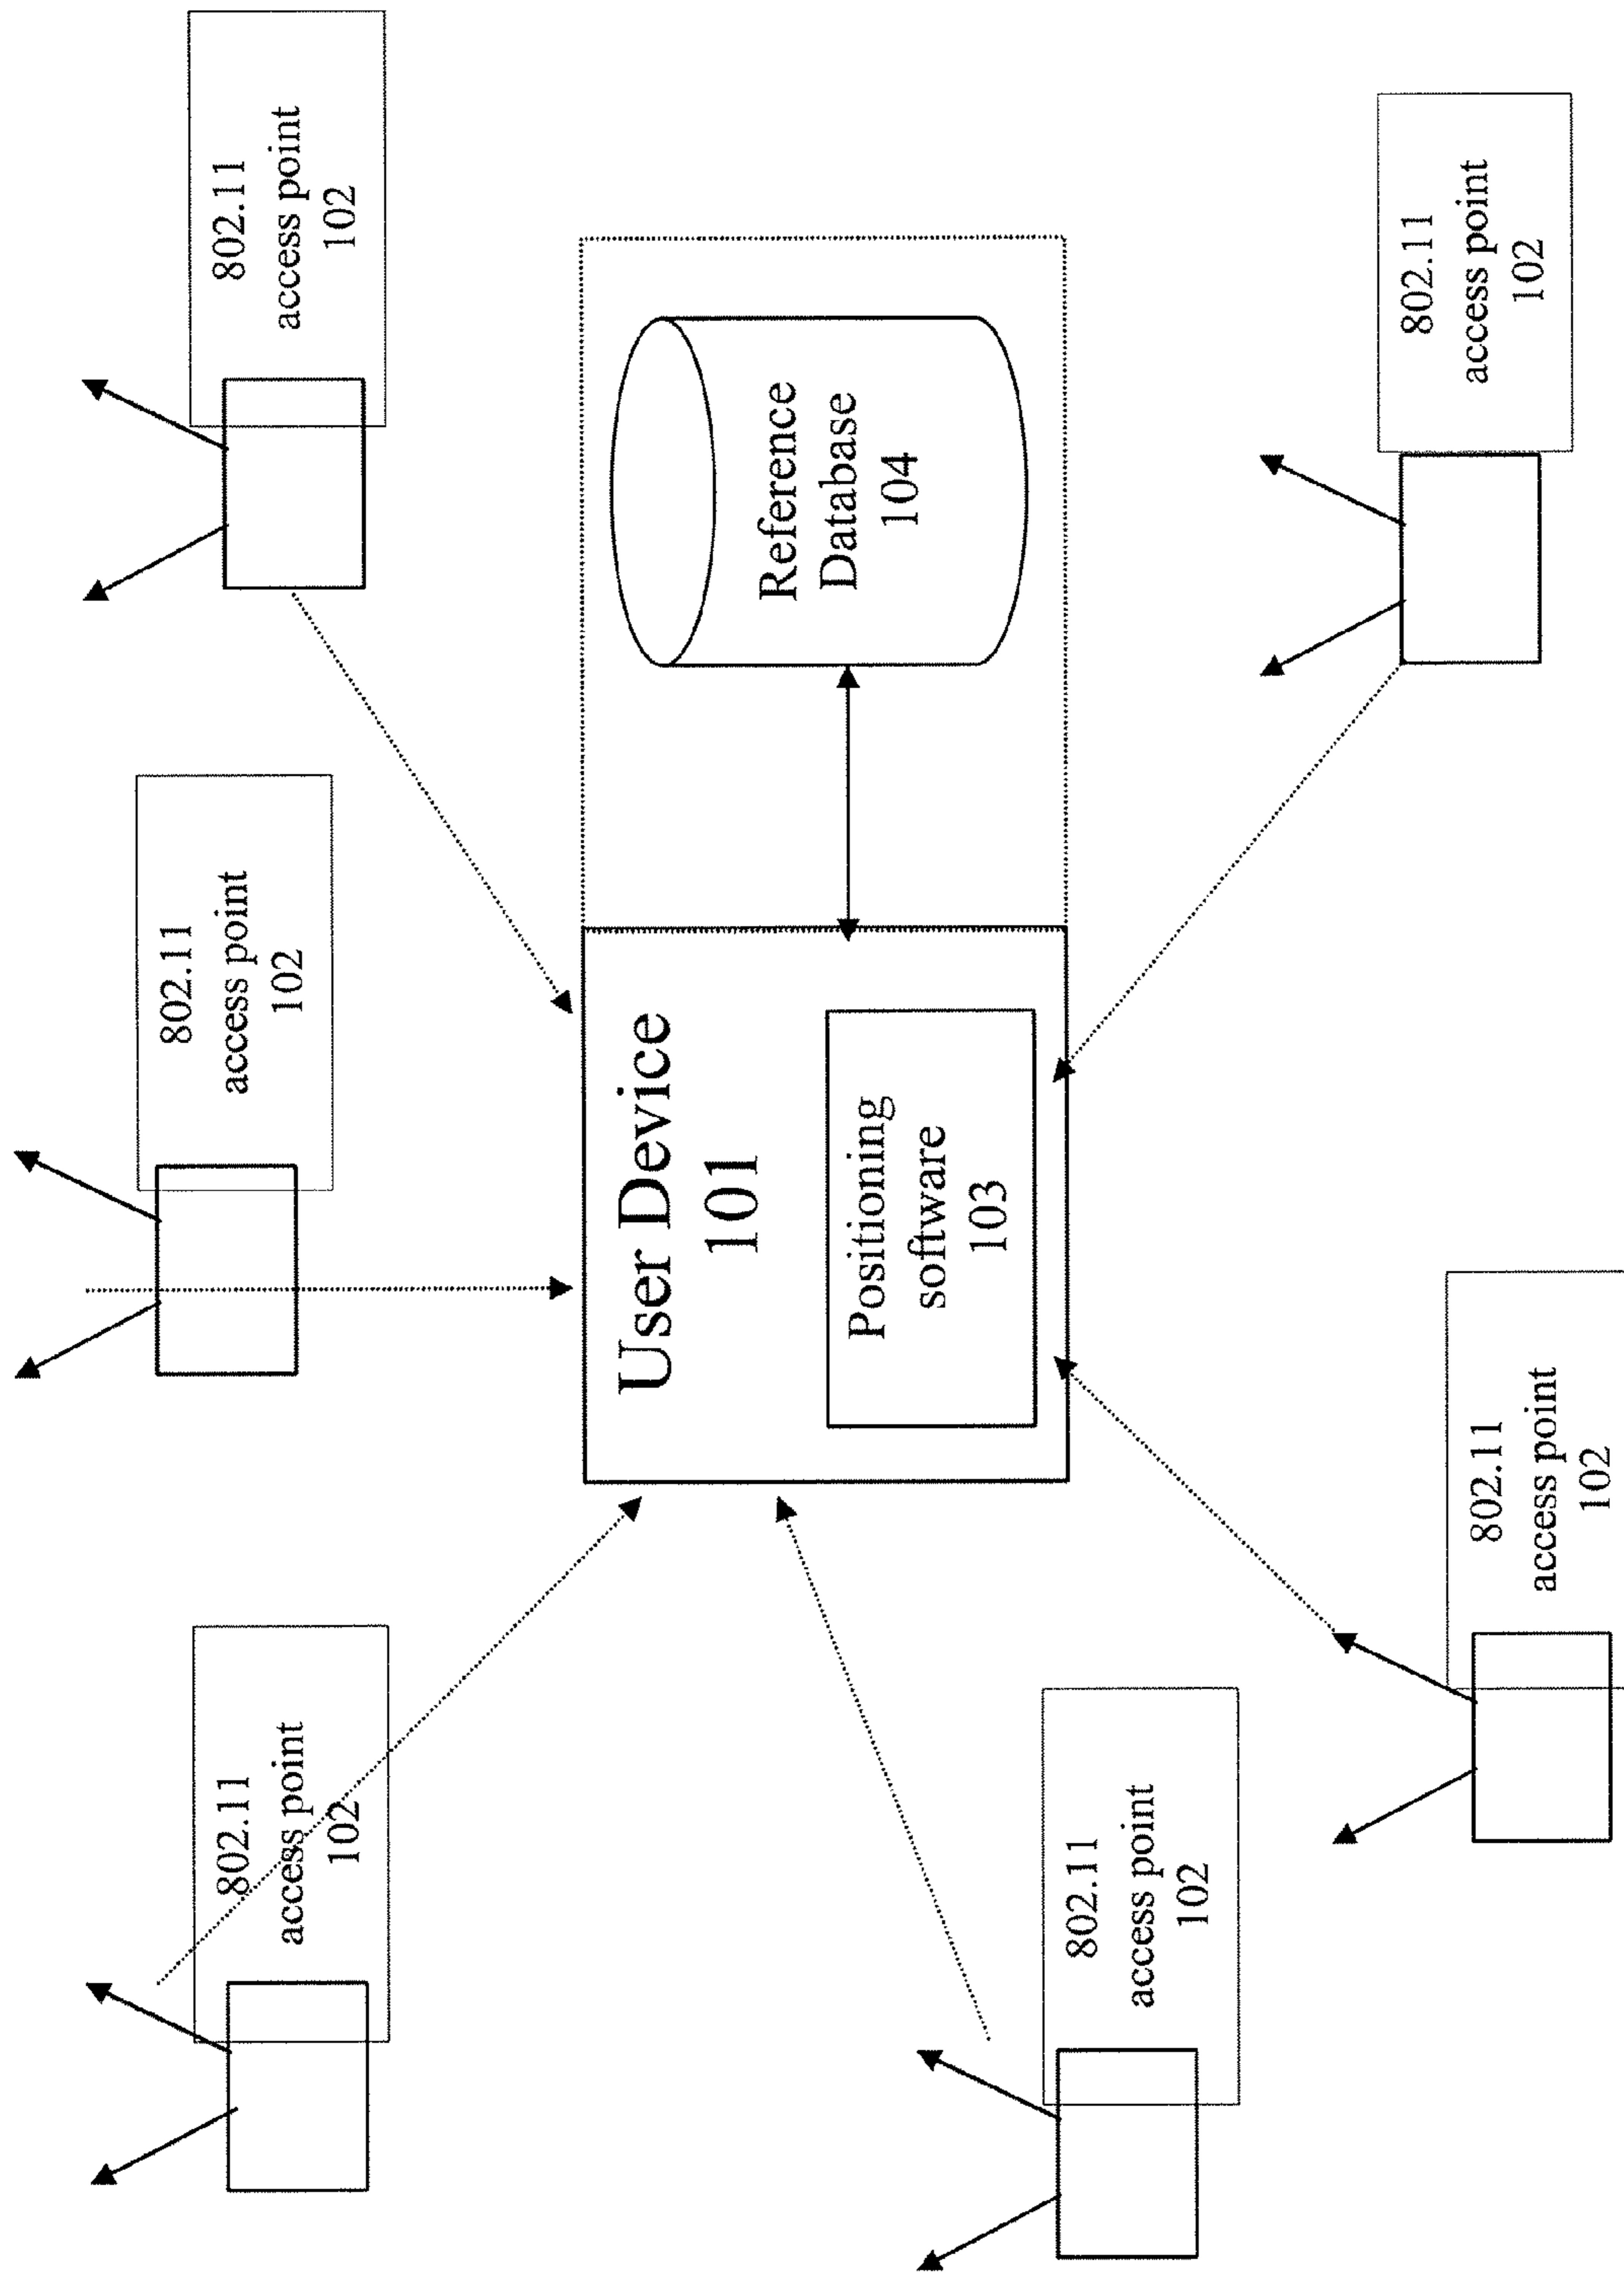 802.11
access point
102
802.11
access point
102
802.11
access point
102
User Device
101
Positioning
software
103
Reference
Database
104
802.11
access point
102
802.11
access point
102
802.11
access point
102